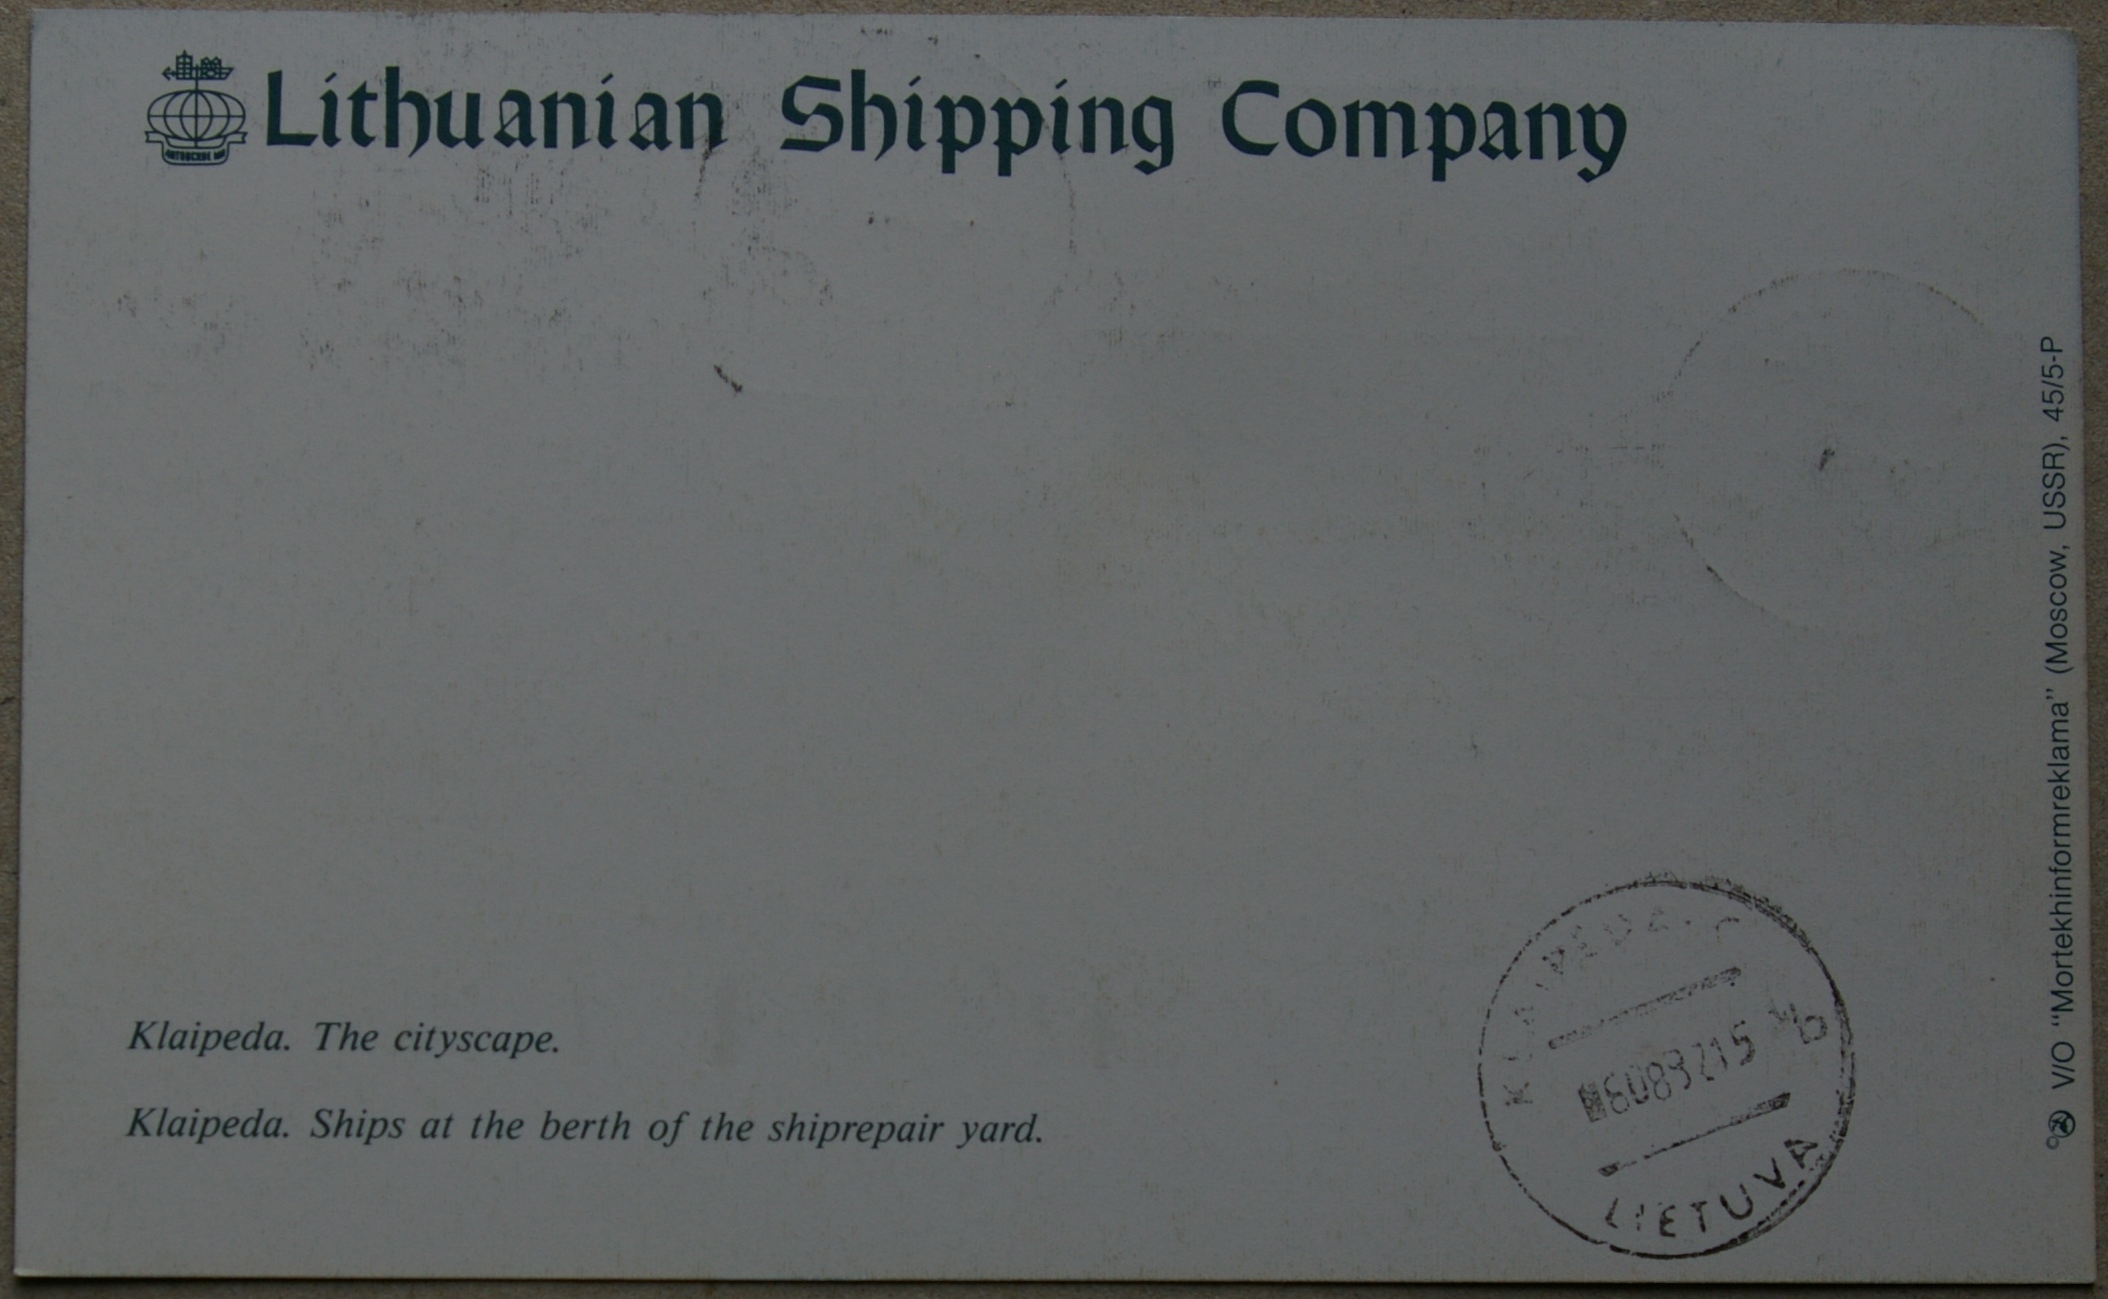 Lithuanian Shipping Company
Klaipeda. The cityscape.
Klaipeda. Ships at the berth of the shiprepair yard.
LIETUVA
© V/O "Mortekhinformreklama" (Moscow, USSR), 45/5-P